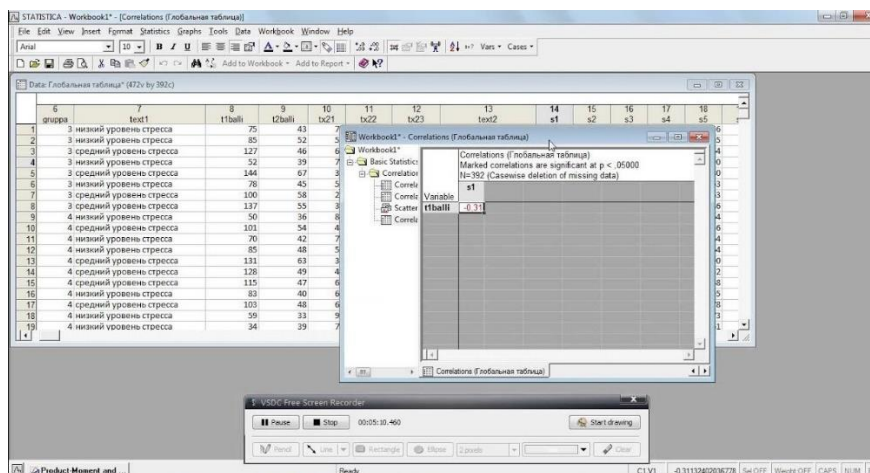 STATISTICA - Workbook1* - [Correlations (Глобальная таблица)]
File Edit View Insert Format Statistics Graphs Tools Data Workbook Window Help
Arial 10 B I U Vars Cases
Add to Workbook Add to Report
Data: Глобальная таблица* (472v by 392c)
6 7 8 9 10 11 12 13 14 15 16 17 18
gruppa text1 t1balli t2balli tx21 tx22 tx23 text2 s1 s2 s3 s4 s5
1 3 низкий уровень стресса 75 43
2 3 низкий уровень стресса 85 52
3 3 средний уровень стресса 127 46
4 3 низкий уровень стресса 52 39
5 3 средний уровень стресса 144 67
6 3 низкий уровень стресса 78 45
7 3 средний уровень стресса 100 58
8 3 средний уровень стресса 137 55
9 4 низкий уровень стресса 50 36
10 4 средний уровень стресса 101 54
11 4 низкий уровень стресса 70 42
12 4 низкий уровень стресса 85 48
13 4 средний уровень стресса 131 63
14 4 средний уровень стресса 128 49
15 4 средний уровень стресса 115 47
16 4 низкий уровень стресса 83 40
17 4 средний уровень стресса 103 48
18 4 низкий уровень стресса 59 33
19 4 низкий уровень стресса 34 39
Workbook1* - Correlations (Глобальная таблица)
Workbook1*
Basic Statistics
Correlation
Correla
Correla
Scatter
Correla
Correlations (Глобальная таблица)
Marked correlations are significant at p < ,05000
N=392 (Casewise deletion of missing data)
Variable s1
t1balli -0.31
Correlations (Глобальная таблица)
VSDC Free Screen Recorder
Pause Stop 00:05:10.460 Start drawing
Pencil Line Rectangle Ellipse 2 pixels Clear
Product-Moment and ... Ready C1,V1 -0.31132402036778 Sel:OFF Weight:OFF CAPS NUM